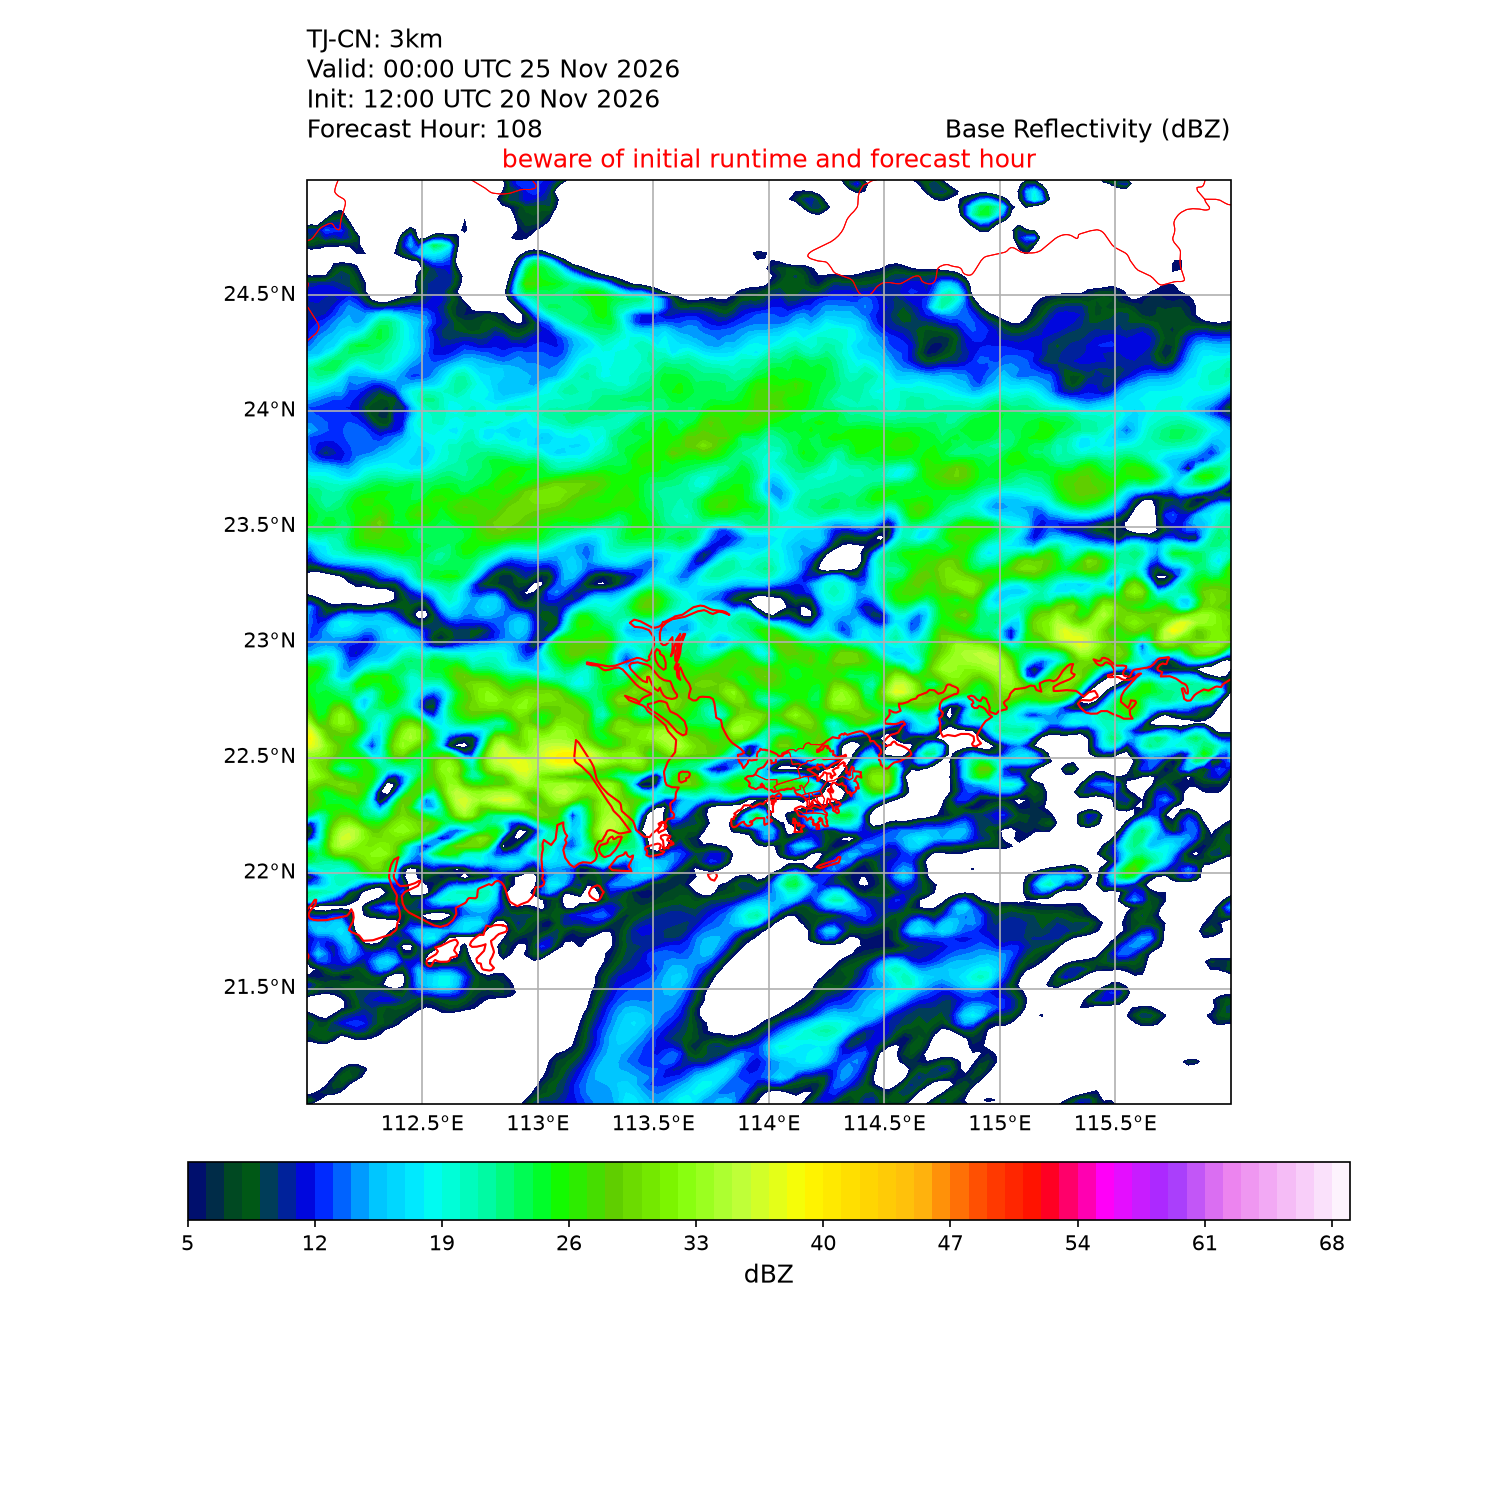 TJ-CN: 3km
Valid: 00:00 UTC 25 Nov 2026
Init: 12:00 UTC 20 Nov 2026
Forecast Hour: 108
Base Reflectivity (dBZ)
beware of initial runtime and forecast hour
24.5°N
24°N
23.5°N
23°N
22.5°N
22°N
21.5°N
112.5°E 113°E 113.5°E 114°E 114.5°E 115°E 115.5°E
5 12 19 26 33 40 47 54 61 68
dBZ